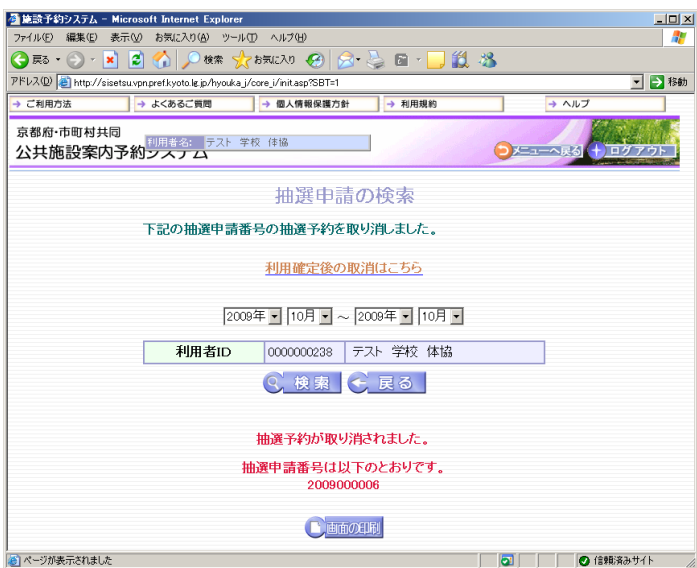 施設予約システム - Microsoft Internet Explorer
ファイル(F) 編集(E) 表示(V) お気に入り(A) ツール(T) ヘルプ(H)
戻る 検索 お気に入り
アドレス(D) http://sisetsu.vpn.pref.kyoto.lg.jp/hyouka_j/core_i/init.asp?SBT=1 移動
ご利用方法 よくあるご質問 個人情報保護方針 利用規約 ヘルプ
京都府・市町村共同
公共施設案内予約システム
利用者名: テスト 学校 体協
メニューへ戻る ログアウト
抽選申請の検索
下記の抽選申請番号の抽選予約を取り消しました。
利用確定後の取消はこちら
2009年 10月 ～ 2009年 10月
利用者ID 0000000238 テスト 学校 体協
検索 戻る
抽選予約が取り消されました。
抽選申請番号は以下のとおりです。
2009000006
画面の印刷
ページが表示されました 信頼済みサイト